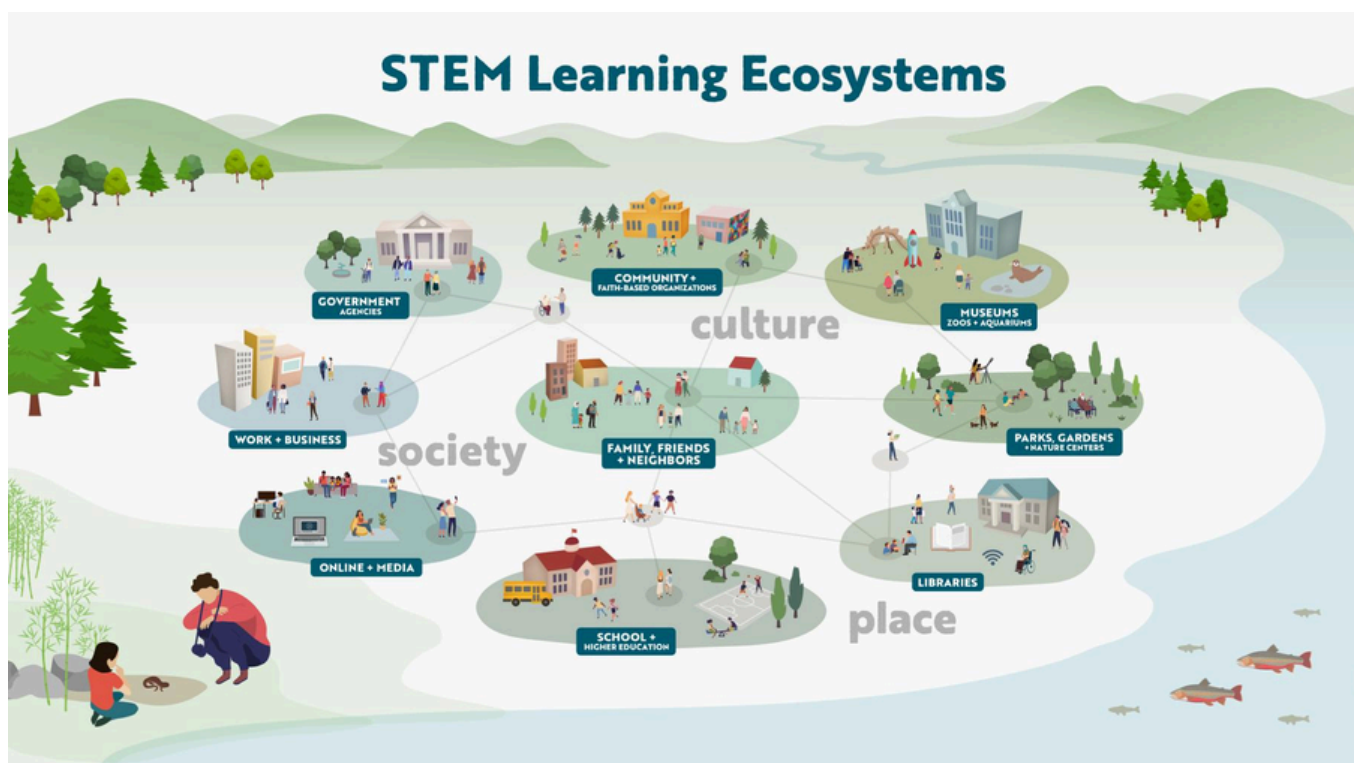 STEM Learning Ecosystems
GOVERNMENT
AGENCIES
COMMUNITY +
FAITH-BASED ORGANIZATIONS
MUSEUMS
ZOOS + AQUARIUMS
culture
WORK + BUSINESS
FAMILY, FRIENDS
+ NEIGHBORS
PARKS, GARDENS
+ NATURE CENTERS
society
ONLINE + MEDIA
LIBRARIES
SCHOOL +
HIGHER EDUCATION
place